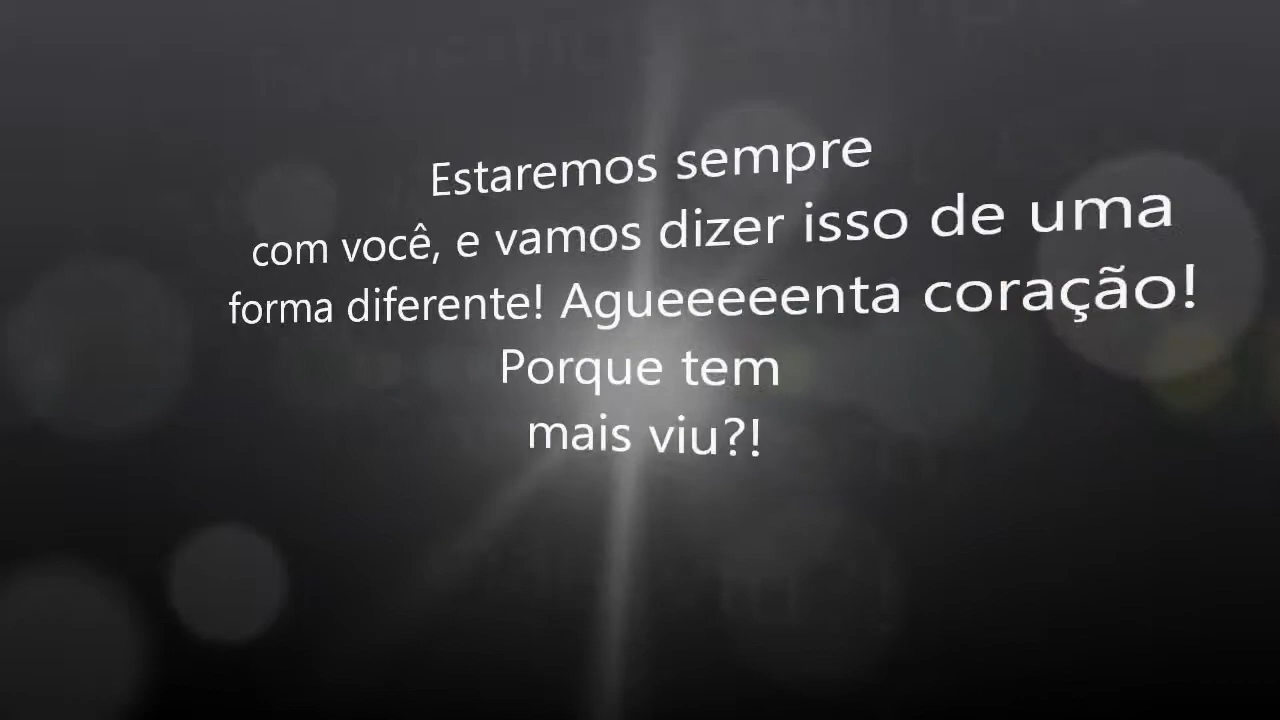 Estaremos sempre
com você, e vamos dizer isso de uma
forma diferente! Agueeeeenta coração!
Porque tem
mais viu?!